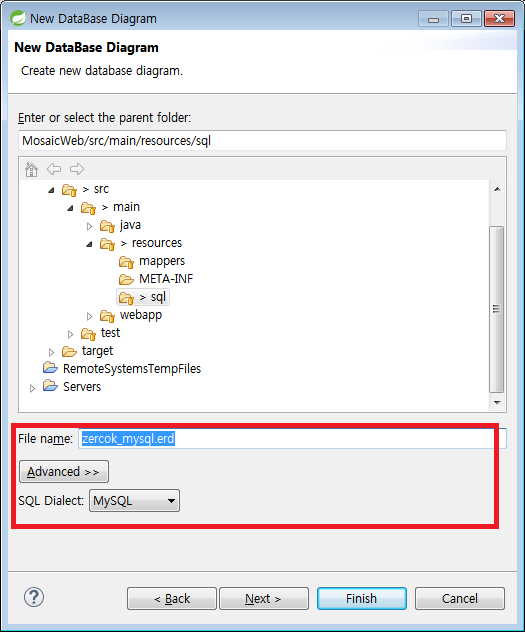 New DataBase Diagram
New DataBase Diagram
Create new database diagram.
Enter or select the parent folder:
MosaicWeb/src/main/resources/sql
> src
> main
java
> resources
mappers
META-INF
> sql
webapp
test
target
RemoteSystemsTempFiles
Servers
File name: zercok_mysql.erd
Advanced >>
SQL Dialect: MySQL
? < Back Next > Finish Cancel